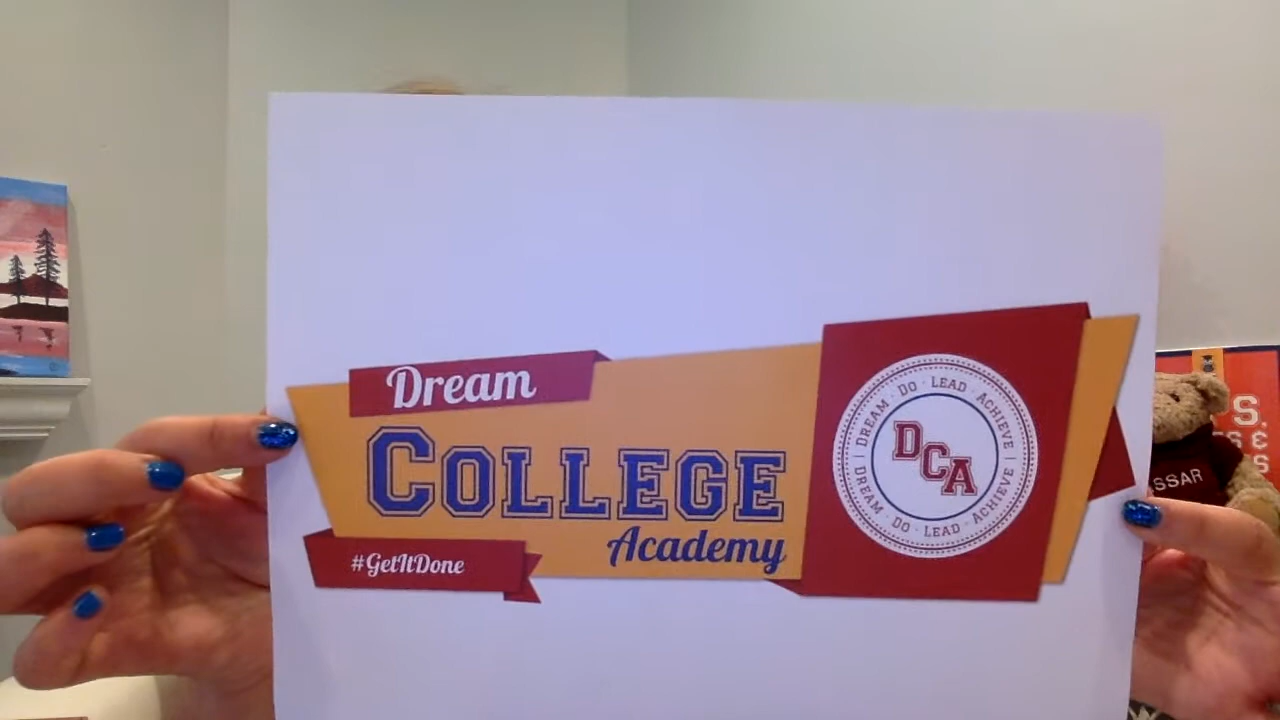 Dream
COLLEGE
Academy
#GetItDone
| DREAM · DO · LEAD · ACHIEVE |
DCA
DREAM · DO · LEAD · ACHIEVE
SSAR
S.